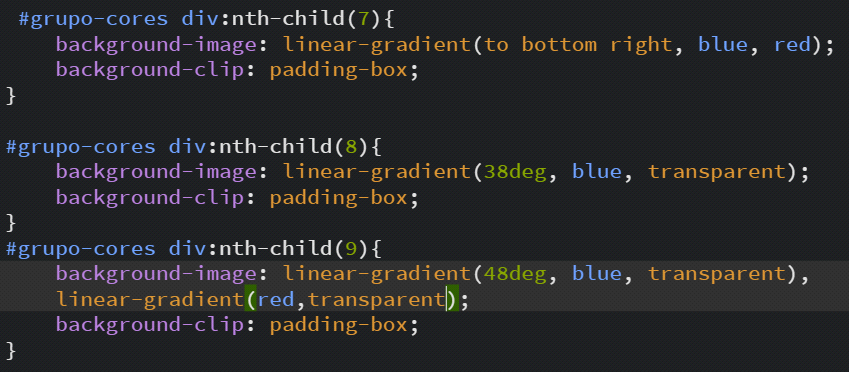 #grupo-cores div:nth-child(7){
    background-image: linear-gradient(to bottom right, blue, red);
    background-clip: padding-box;
}

#grupo-cores div:nth-child(8){
    background-image: linear-gradient(38deg, blue, transparent);
    background-clip: padding-box;
}
#grupo-cores div:nth-child(9){
    background-image: linear-gradient(48deg, blue, transparent),
    linear-gradient(red,transparent);
    background-clip: padding-box;
}